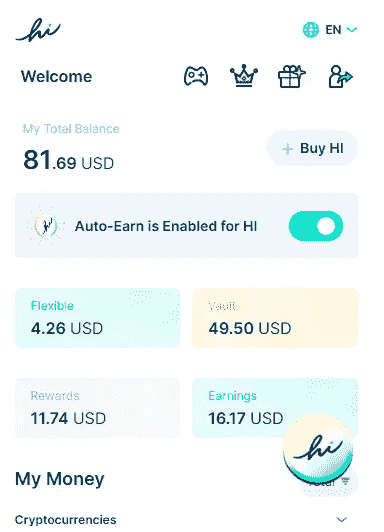 hi
EN
Welcome
My Total Balance
81.69 USD
+ Buy HI
Auto-Earn is Enabled for HI
Flexible
4.26 USD
Vault
49.50 USD
Rewards
11.74 USD
Earnings
16.17 USD
hi
My Money
Cryptocurrencies